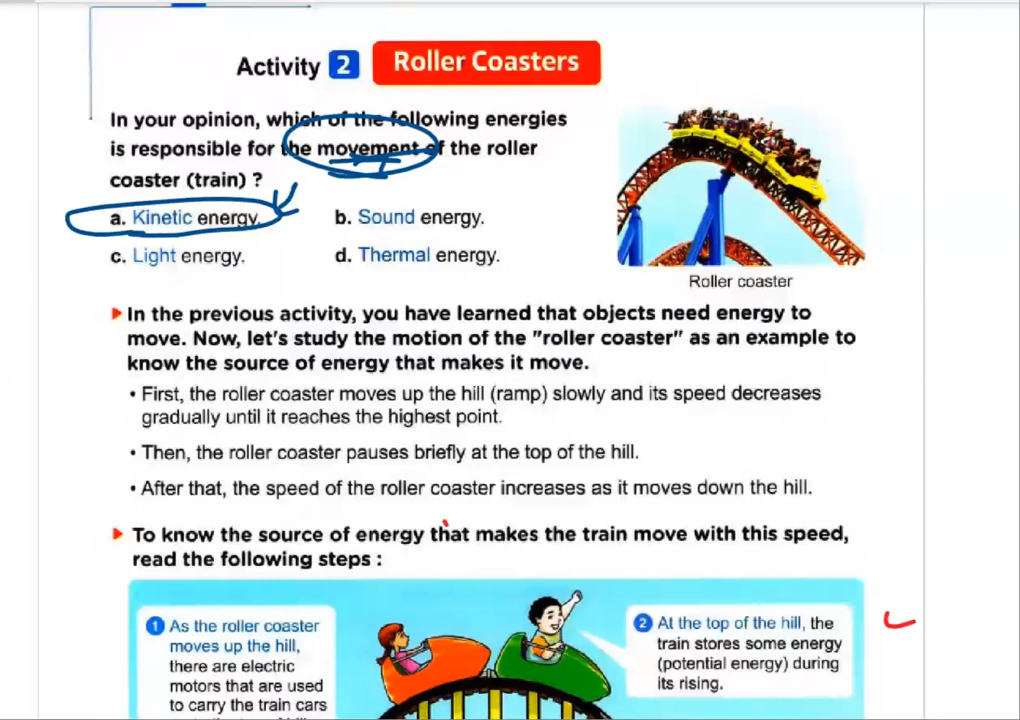 Activity 2 Roller Coasters
In your opinion, which of the following energies
is responsible for the movement of the roller
coaster (train) ?
a. Kinetic energy. b. Sound energy.
c. Light energy. d. Thermal energy.
Roller coaster
In the previous activity, you have learned that objects need energy to
move. Now, let's study the motion of the "roller coaster" as an example to
know the source of energy that makes it move.
• First, the roller coaster moves up the hill (ramp) slowly and its speed decreases
gradually until it reaches the highest point.
• Then, the roller coaster pauses briefly at the top of the hill.
• After that, the speed of the roller coaster increases as it moves down the hill.
To know the source of energy that makes the train move with this speed,
read the following steps :
1 As the roller coaster
moves up the hill,
there are electric
motors that are used
to carry the train cars
2 At the top of the hill, the
train stores some energy
(potential energy) during
its rising.